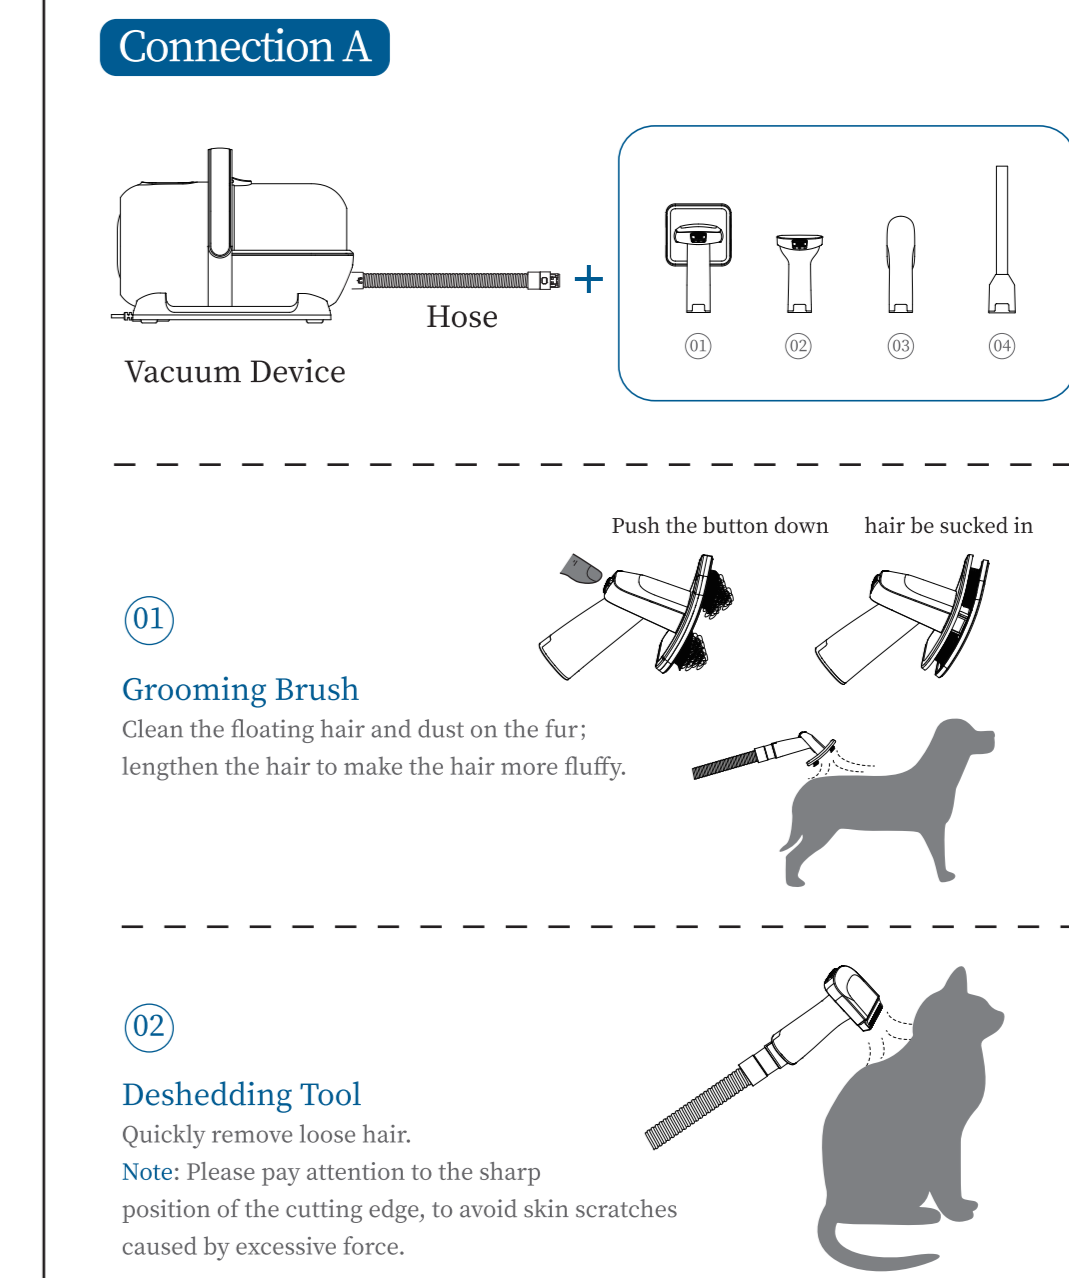 Connection A
Hose
Vacuum Device
01
02
03
04
Push the button down
hair be sucked in
01
Grooming Brush
Clean the floating hair and dust on the fur;
lengthen the hair to make the hair more fluffy.
02
Deshedding Tool
Quickly remove loose hair.
Note: Please pay attention to the sharp
position of the cutting edge, to avoid skin scratches
caused by excessive force.